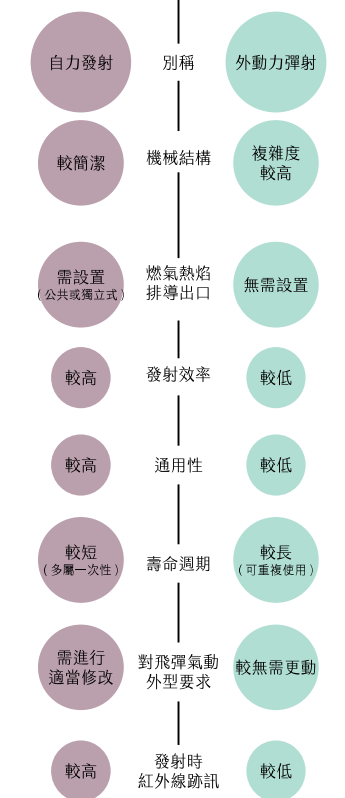 自力發射
別稱
外動力彈射
較簡潔
機械結構
複雜度
較高
需設置
(公共或獨立式)
燃氣熱焰
排導出口
無需設置
較高
發射效率
較低
較高
通用性
較低
較短
(多屬一次性)
壽命週期
較長
(可重複使用)
需進行
適當修改
對飛彈氣動
外型要求
較無需更動
較高
發射時
紅外線跡訊
較低